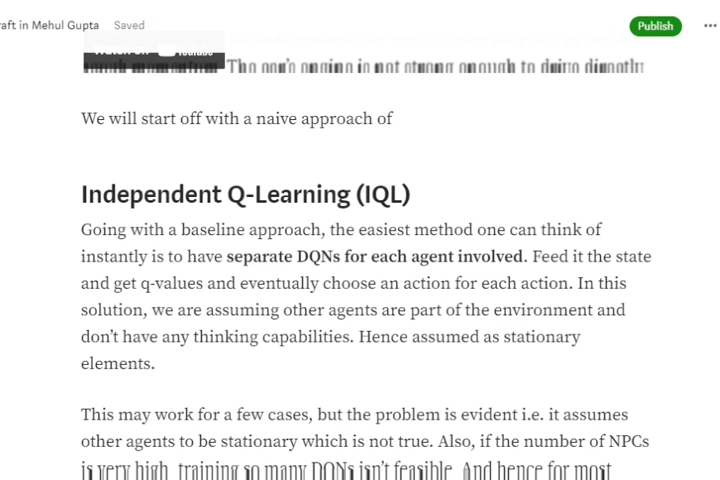 raft in Mehul Gupta Saved Publish
YouTube
The car's engine is not strong enough to drive directly
We will start off with a naive approach of
Independent Q-Learning (IQL)
Going with a baseline approach, the easiest method one can think of
instantly is to have separate DQNs for each agent involved. Feed it the state
and get q-values and eventually choose an action for each action. In this
solution, we are assuming other agents are part of the environment and
don't have any thinking capabilities. Hence assumed as stationary
elements.
This may work for a few cases, but the problem is evident i.e. it assumes
other agents to be stationary which is not true. Also, if the number of NPCs
is very high, training so many DQNs isn't feasible. And hence for most